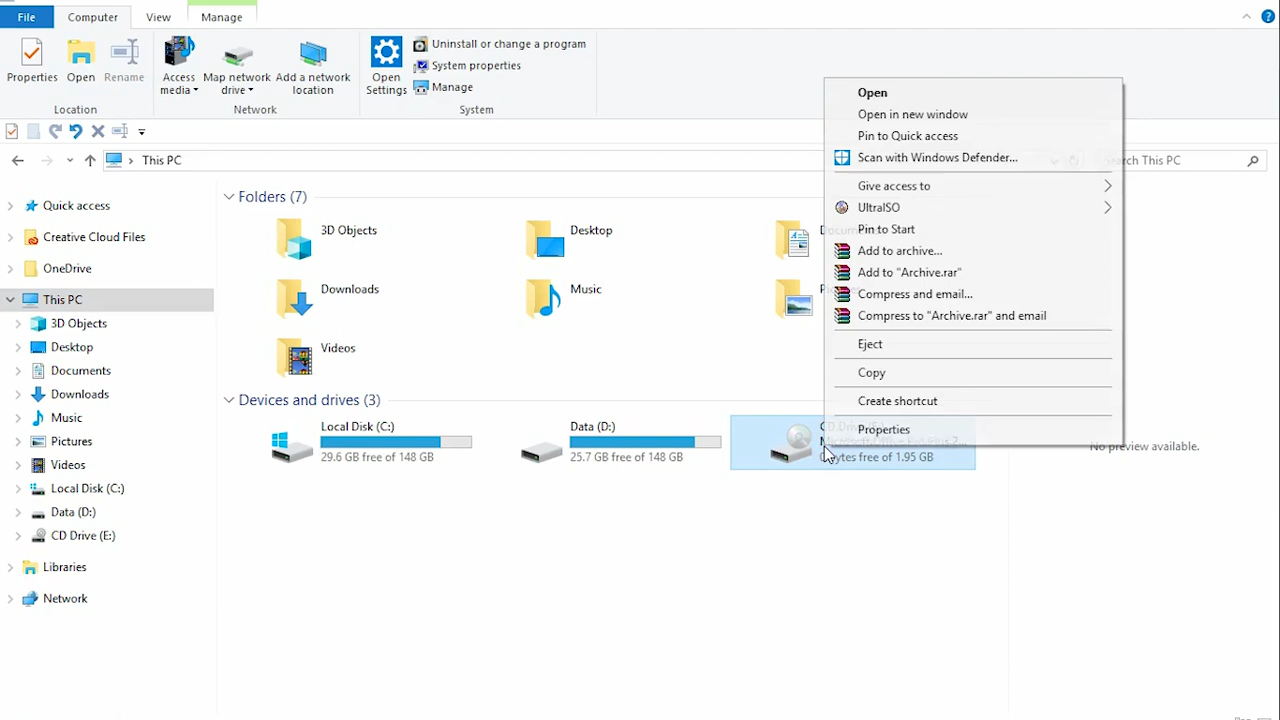 File
Computer
View
Manage
Properties
Open
Rename
Access media
Map network drive
Add a network location
Open Settings
Uninstall or change a program
System properties
Manage
Location
Network
System
This PC
arch This PC
Quick access
Creative Cloud Files
OneDrive
This PC
3D Objects
Desktop
Documents
Downloads
Music
Pictures
Videos
Local Disk (C:)
Data (D:)
CD Drive (E:)
Libraries
Network
Folders (7)
3D Objects
Desktop
Downloads
Music
Videos
Devices and drives (3)
Local Disk (C:)
29.6 GB free of 148 GB
Data (D:)
25.7 GB free of 148 GB
CD Drive
bytes free of 1.95 GB
Open
Open in new window
Pin to Quick access
Scan with Windows Defender...
Give access to
UltraISO
Pin to Start
Add to archive...
Add to "Archive.rar"
Compress and email...
Compress to "Archive.rar" and email
Eject
Copy
Create shortcut
Properties
No preview available.